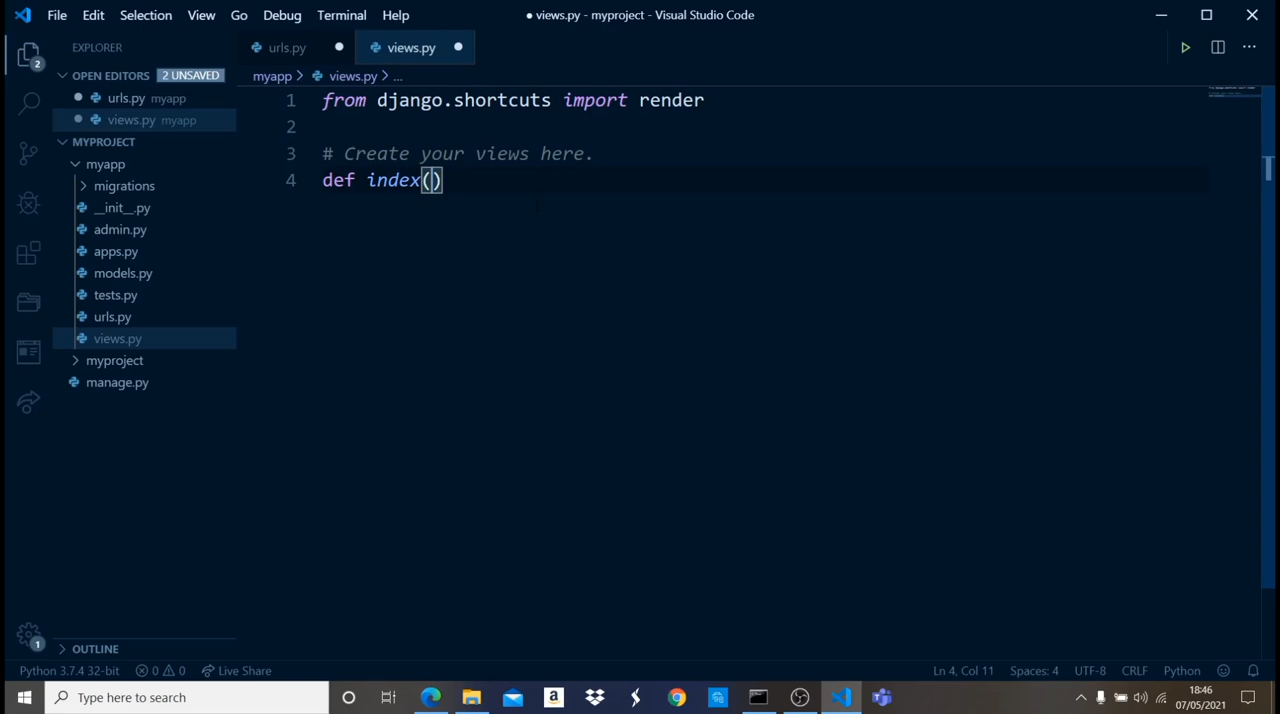 File Edit Selection View Go Debug Terminal Help
● views.py - myproject - Visual Studio Code
EXPLORER
urls.py
views.py
OPEN EDITORS 2 UNSAVED
myapp > views.py > ...
urls.py myapp
views.py myapp
MYPROJECT
myapp
migrations
__init__.py
admin.py
apps.py
models.py
tests.py
urls.py
views.py
myproject
manage.py
OUTLINE
2
1
1 from django.shortcuts import render
2
3 # Create your views here.
4 def index()
Python 3.7.4 32-bit 0 0 Live Share Ln 4, Col 11 Spaces: 4 UTF-8 CRLF Python
Type here to search
18:46
07/05/2021